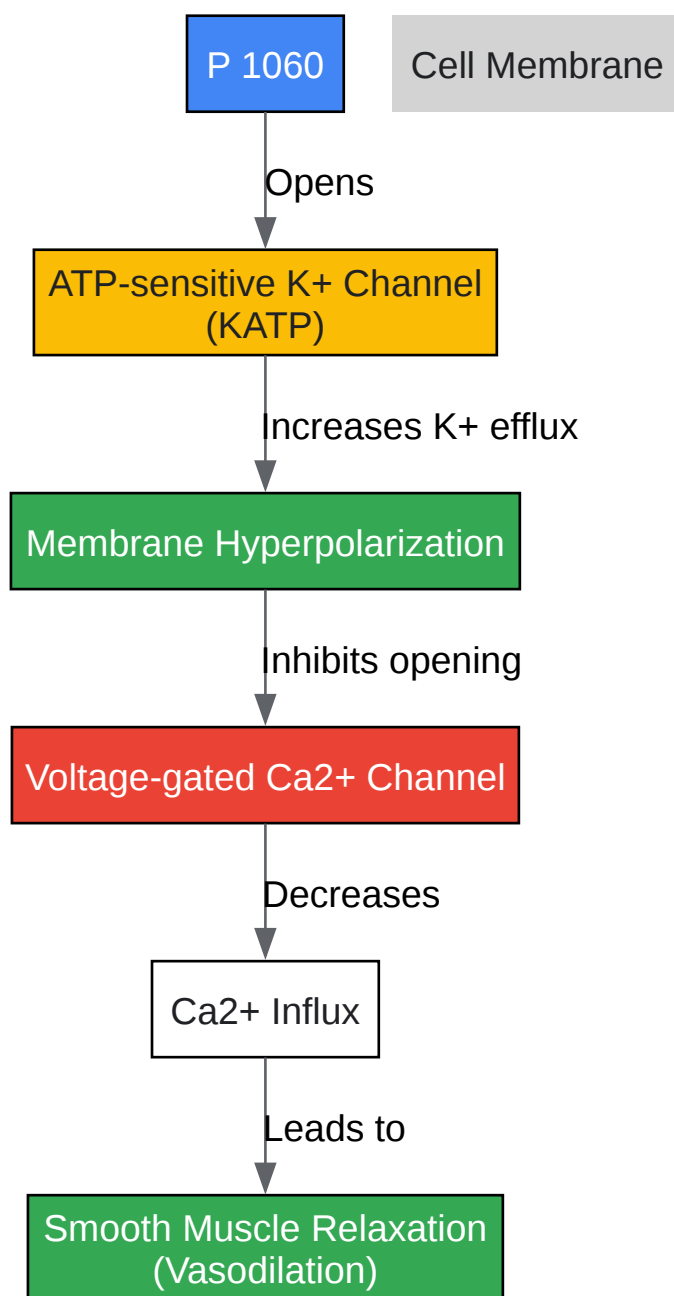 P 1060
Cell Membrane
Opens
ATP-sensitive K+ Channel
(KATP)
Increases K+ efflux
Membrane Hyperpolarization
Inhibits opening
Voltage-gated Ca2+ Channel
Decreases
Ca2+ Influx
Leads to
Smooth Muscle Relaxation
(Vasodilation)